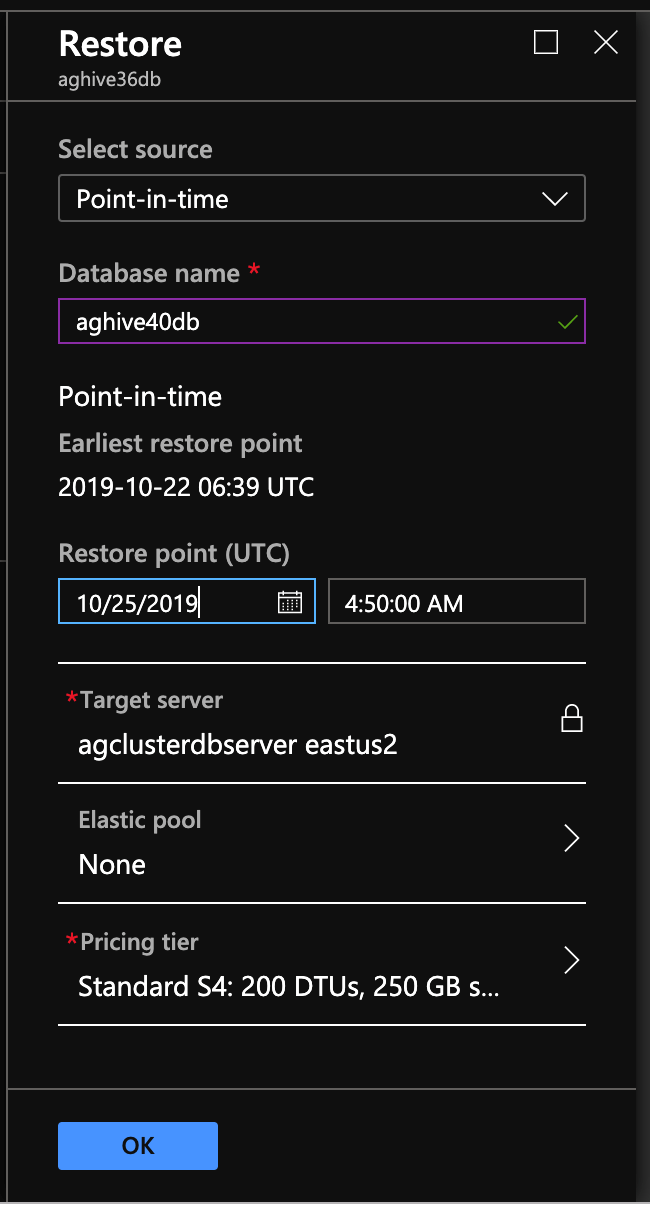 Restore
aghive36db
Select source
Point-in-time
Database name *
aghive40db
Point-in-time
Earliest restore point
2019-10-22 06:39 UTC
Restore point (UTC)
10/25/2019 4:50:00 AM
*Target server
agclusterdbserver eastus2
Elastic pool
None
*Pricing tier
Standard S4: 200 DTUs, 250 GB s...
OK